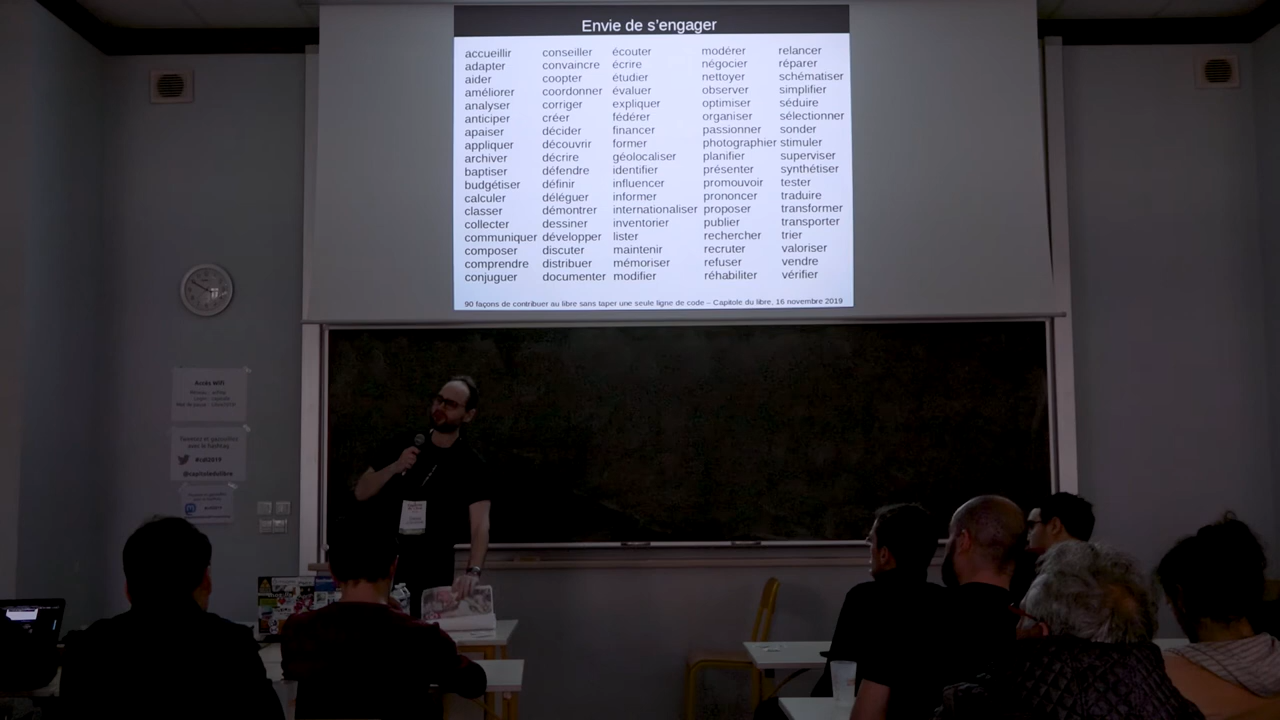 Envie de s'engager
accueillir
adapter
aider
améliorer
analyser
anticiper
apaiser
appliquer
archiver
baptiser
budgétiser
calculer
classer
collecter
communiquer
composer
comprendre
conjuguer
conseiller
convaincre
coopter
coordonner
corriger
créer
décider
découvrir
décrire
défendre
définir
déléguer
démontrer
dessiner
développer
discuter
distribuer
documenter
écouter
écrire
étudier
évaluer
expliquer
fédérer
financer
former
géolocaliser
identifier
influencer
informer
internationaliser
inventorier
lister
maintenir
mémoriser
modifier
modérer
négocier
nettoyer
observer
optimiser
organiser
passionner
photographier
planifier
présenter
promouvoir
prononcer
proposer
publier
rechercher
recruter
refuser
réhabiliter
relancer
réparer
schématiser
simplifier
séduire
sélectionner
sonder
stimuler
superviser
synthétiser
tester
traduire
transformer
transporter
trier
valoriser
vendre
vérifier
90 façons de contribuer au libre sans taper une seule ligne de code – Capitole du libre, 16 novembre 2019
Accès Wifi
@capitoledulibre